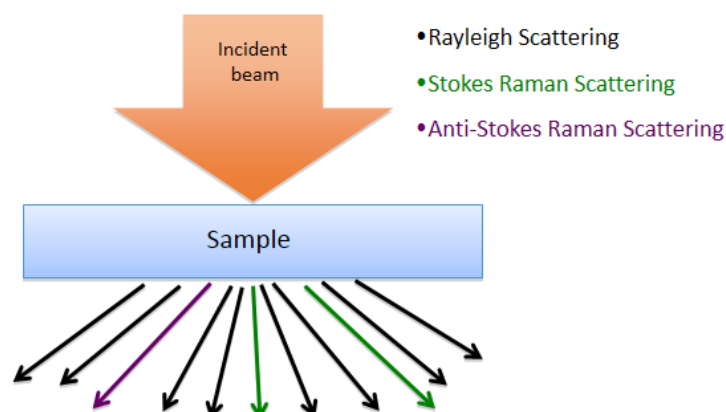 Incident
beam
•Rayleigh Scattering
•Stokes Raman Scattering
•Anti-Stokes Raman Scattering
Sample